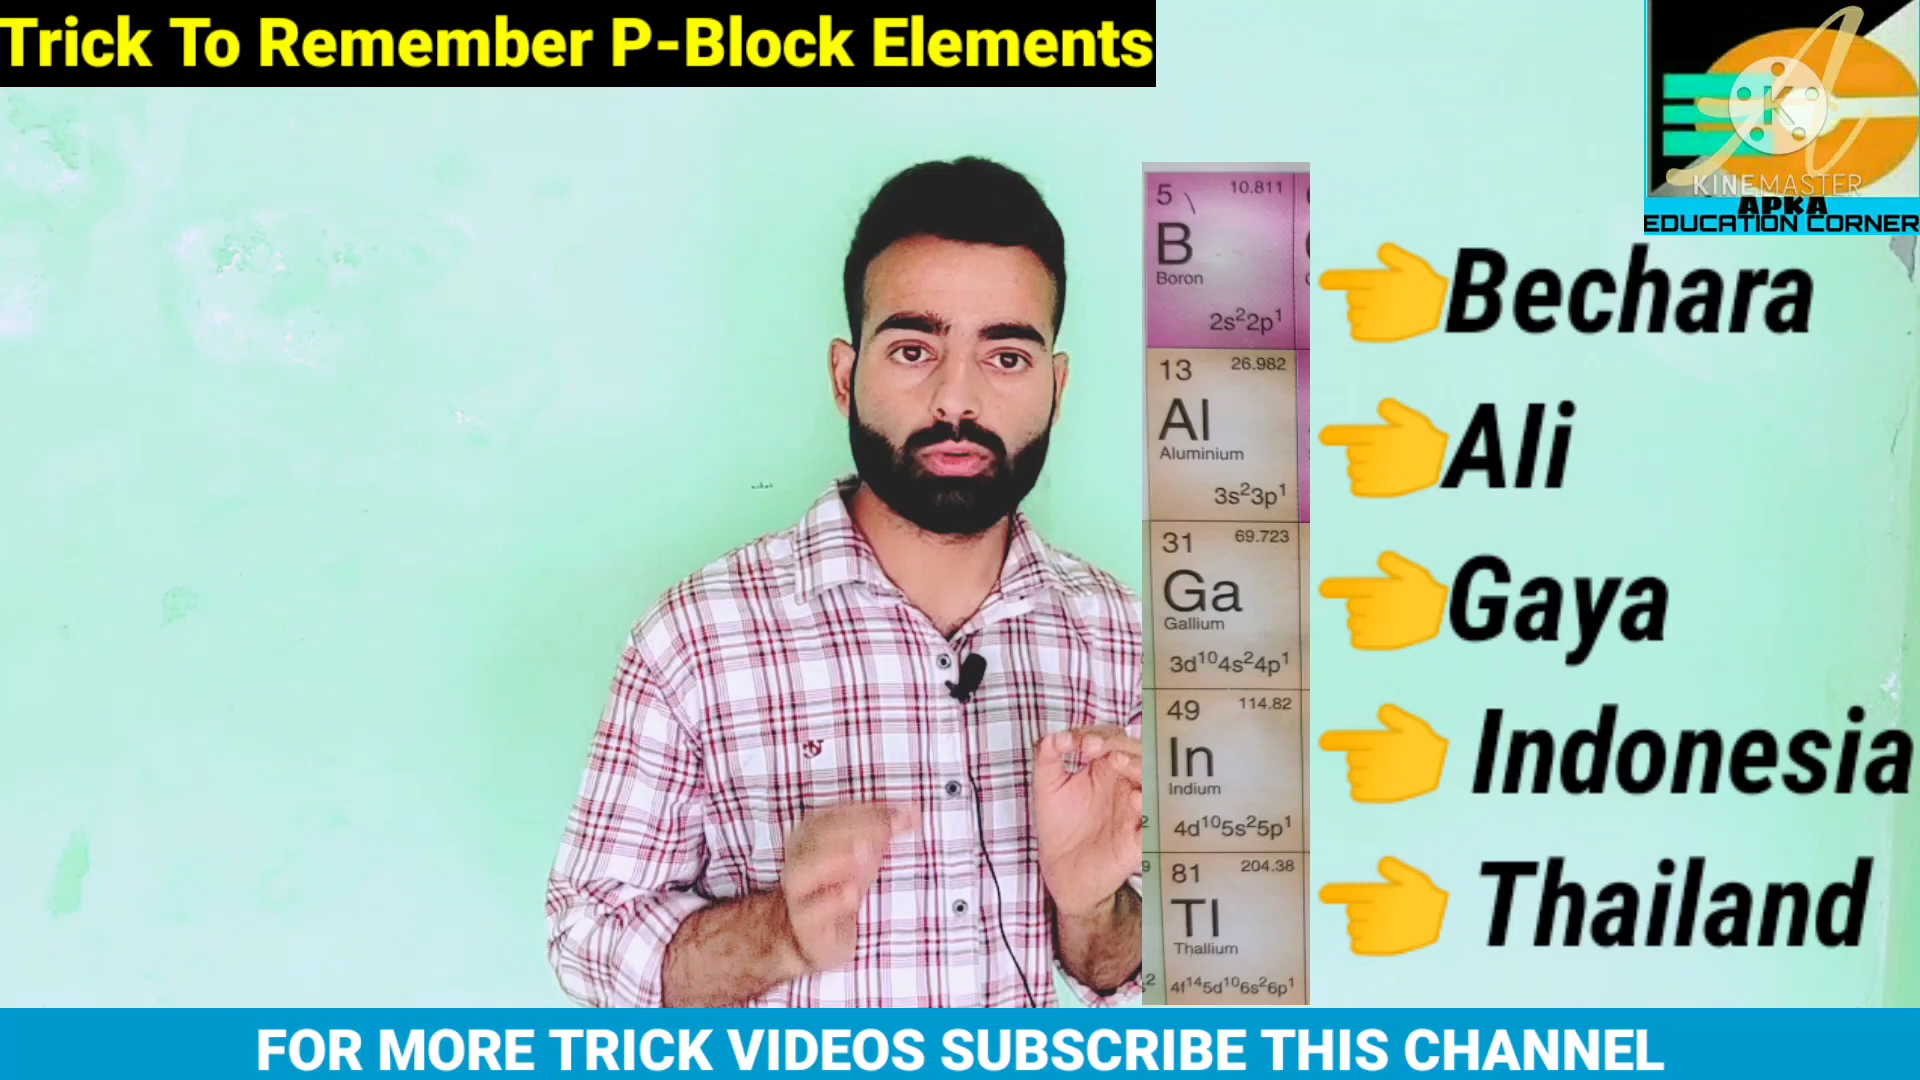 Trick To Remember P-Block Elements
KINEMASTER
APKA
EDUCATION CORNER
5 10.811
B
Boron
2s²2p¹
Bechara
13 26.982
Al
Aluminium
3s²3p¹
Ali
31 69.723
Ga
Gallium
3d¹⁰4s²4p¹
Gaya
49 114.82
In
Indium
4d¹⁰5s²5p¹
Indonesia
81 204.38
Tl
Thallium
4f¹⁴5d¹⁰6s²6p¹
Thailand
FOR MORE TRICK VIDEOS SUBSCRIBE THIS CHANNEL